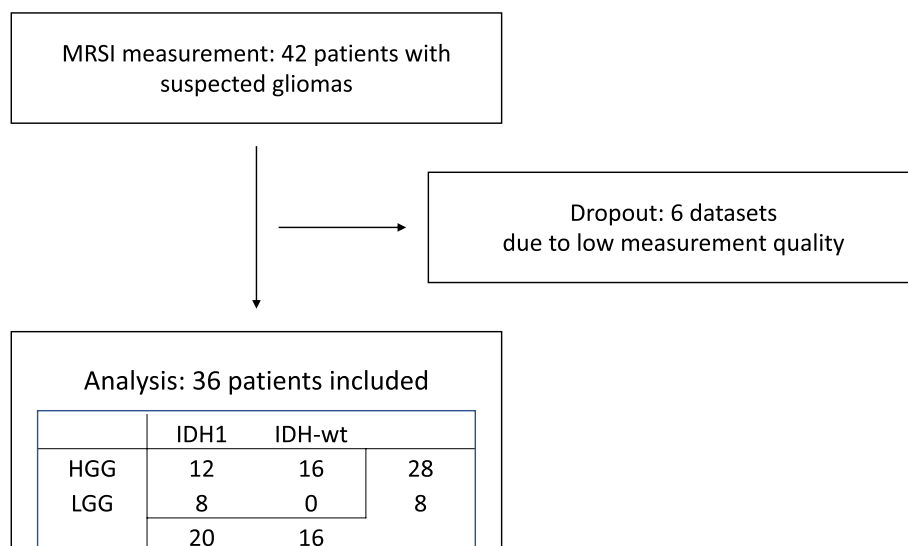 MRSI measurement: 42 patients with
suspected gliomas
Dropout: 6 datasets
due to low measurement quality
Analysis: 36 patients included
IDH1 IDH-wt
HGG 12 16 28
LGG 8 0 8
20 16